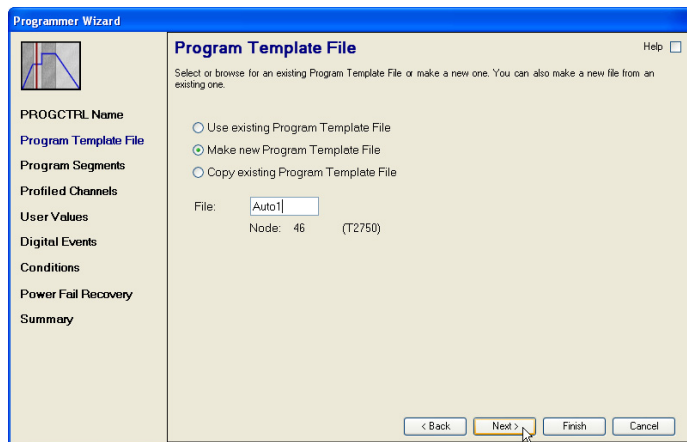 Programmer Wizard
PROGCTRL Name
Program Template File
Program Segments
Profiled Channels
User Values
Digital Events
Conditions
Power Fail Recovery
Summary
Program Template File
Help
Select or browse for an existing Program Template File or make a new one. You can also make a new file from an
existing one.
Use existing Program Template File
Make new Program Template File
Copy existing Program Template File
File: Auto1
Node: 46 (T2750)
< Back Next > Finish Cancel